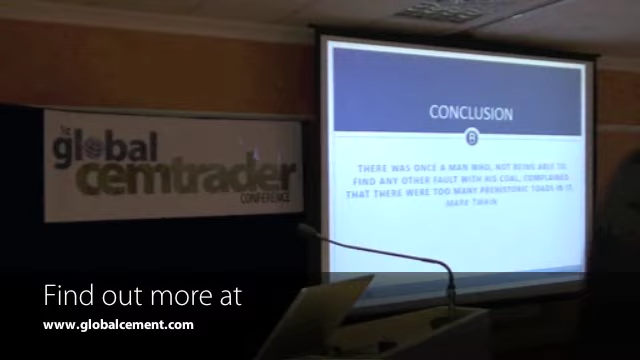 CONCLUSION
THERE WAS ONCE A MAN WHO, NOT BEING ABLE TO
FIND ANY OTHER FAULT WITH HIS COAL, COMPLAINED
THAT THERE WERE TOO MANY PREHISTORIC TOADS IN IT.
MARK TWAIN
global
cemtrader
CONFERENCE
Find out more at
www.globalcement.com